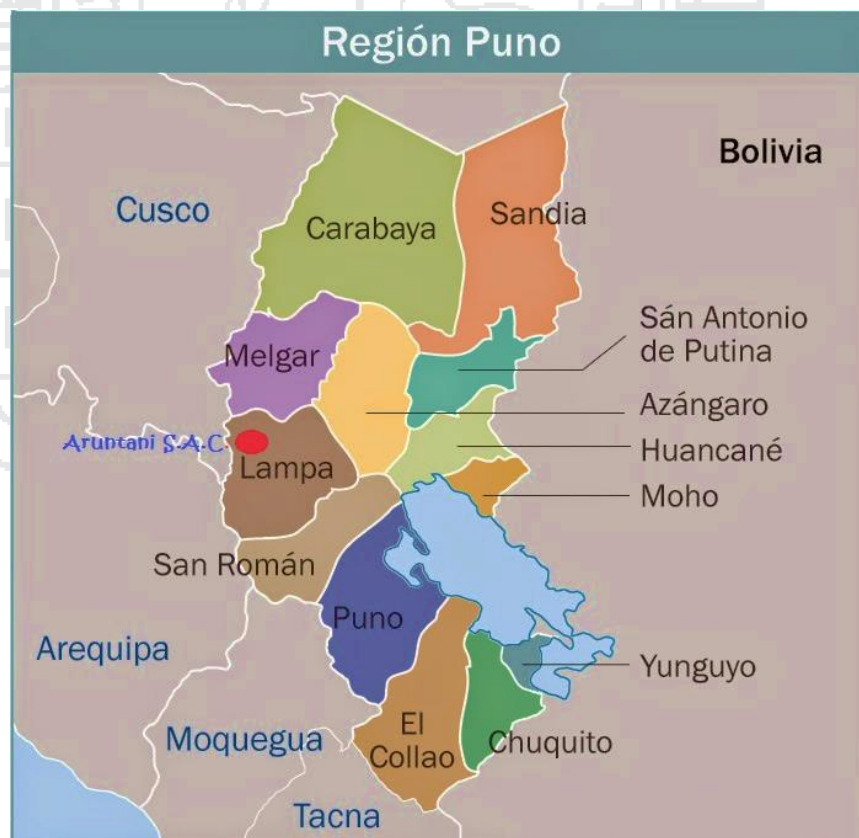 Región Puno
Bolivia
Cusco
Carabaya
Sandia
Sán Antonio
de Putina
Melgar
Azángaro
Aruntani S.A.C.
Huancané
Lampa
Moho
San Román
Puno
Arequipa
Yunguyo
El
Collao
Chuquito
Moquegua
Tacna